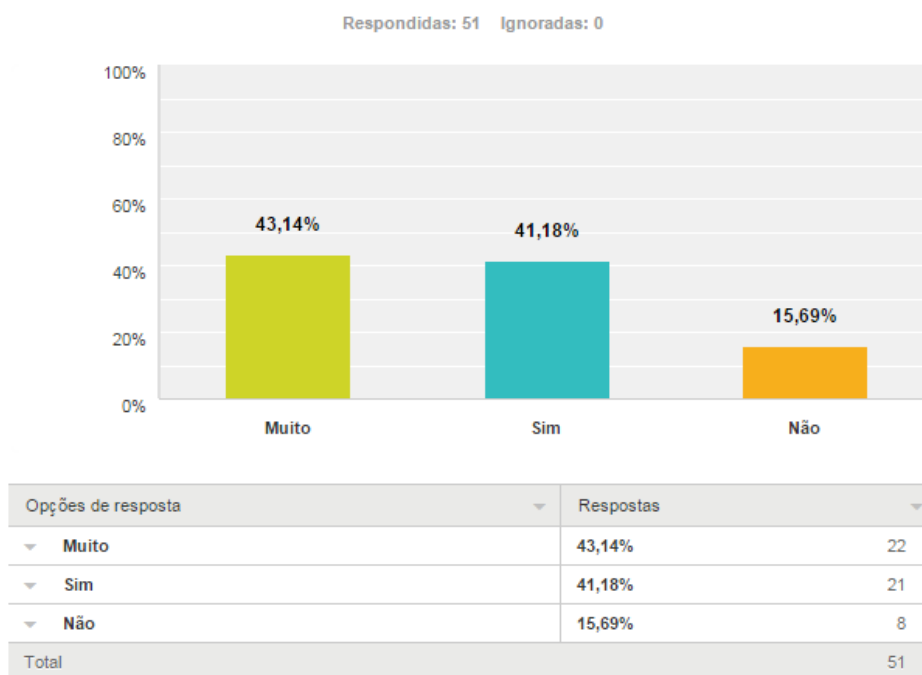 Respondidas: 51 Ignoradas: 0
100%
80%
60%
40%
20%
0%
43,14%
41,18%
15,69%
Muito Sim Não
Opções de resposta Respostas
Muito 43,14% 22
Sim 41,18% 21
Não 15,69% 8
Total 51